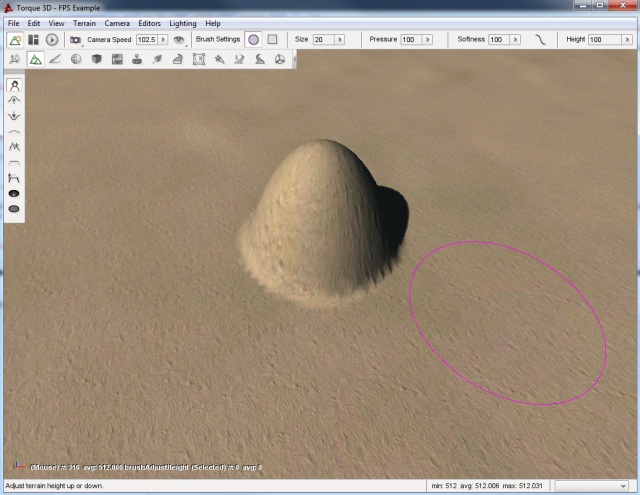 Torque 3D - FPS Example
File Edit View Terrain Camera Editors Lighting Help
Camera Speed 102.5 Brush Settings Size 20 Pressure 100 Softness 100 Height 100
(Mouse) #: 316 avg: 512.006 brushAdjustHeight (Selected) #: 0 avg: 0
Adjust terrain height up or down.
min: 512 avg: 512.006 max: 512.031